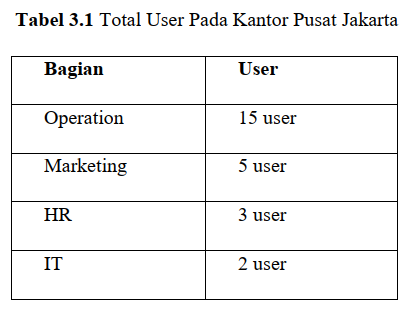 Tabel 3.1 Total User Pada Kantor Pusat Jakarta
Bagian User
Operation 15 user
Marketing 5 user
HR 3 user
IT 2 user